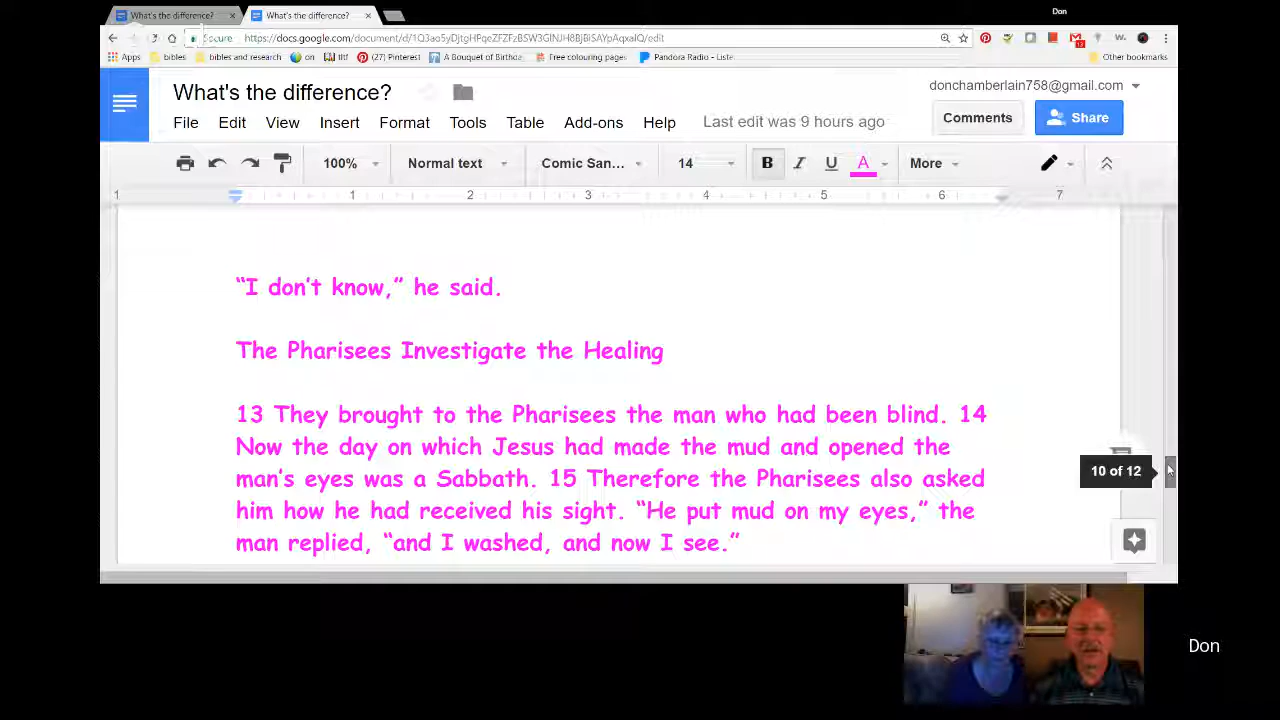 Don
What's the difference?
What's the difference?
Secure
https://docs.google.com/document/d/
/edit
Apps
bibles
bibles and research
on
ltlf
(27) Pinterest
A Bouquet of Birthda
Free colouring pages
Pandora Radio - Liste
Other bookmarks
What's the difference?
donchamberlain758@gmail.com
File Edit View Insert Format Tools Table Add-ons Help
Last edit was 9 hours ago
Comments
Share
100%
Normal text
Comic San...
14
B I U A
More
1 1 2 3 4 5 6 7
“I don’t know,” he said.
The Pharisees Investigate the Healing
13 They brought to the Pharisees the man who had been blind. 14
Now the day on which Jesus had made the mud and opened the
man’s eyes was a Sabbath. 15 Therefore the Pharisees also asked
him how he had received his sight. “He put mud on my eyes,” the
man replied, “and I washed, and now I see.”
10 of 12
Don